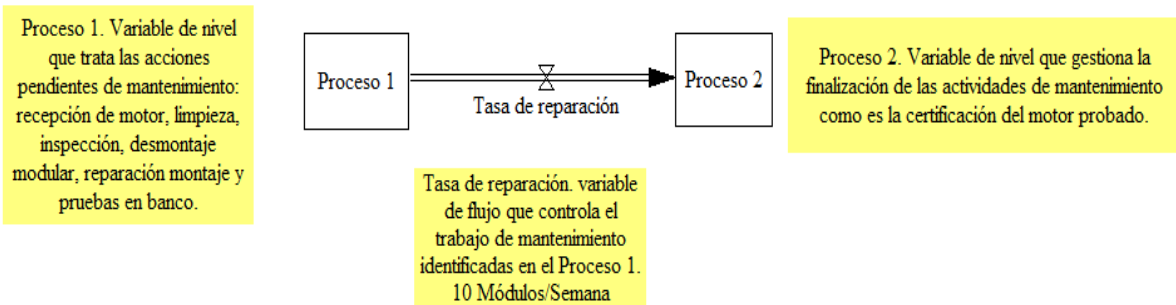 Proceso 1. Variable de nivel
que trata las acciones
pendientes de mantenimiento:
recepción de motor, limpieza,
inspección, desmontaje
modular, reparación montaje y
pruebas en banco.
Proceso 1
Tasa de reparación
Proceso 2
Proceso 2. Variable de nivel que gestiona la
finalización de las actividades de mantenimiento
como es la certificación del motor probado.
Tasa de reparación. variable
de flujo que controla el
trabajo de mantenimiento
identificadas en el Proceso 1.
10 Módulos/Semana